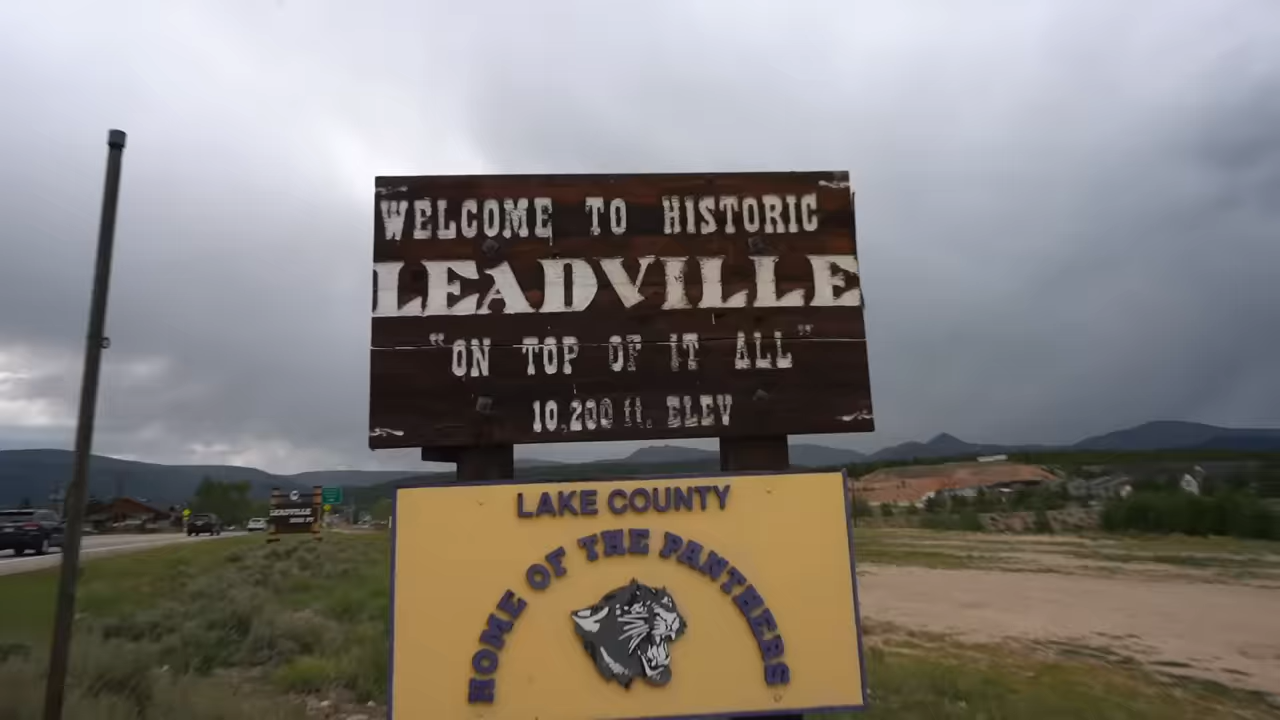 WELCOME TO HISTORIC
LEADVILLE
"ON TOP OF IT ALL"
10,200 ft. ELEV
LAKE COUNTY
HOME OF THE PANTHERS
LEADVILLE